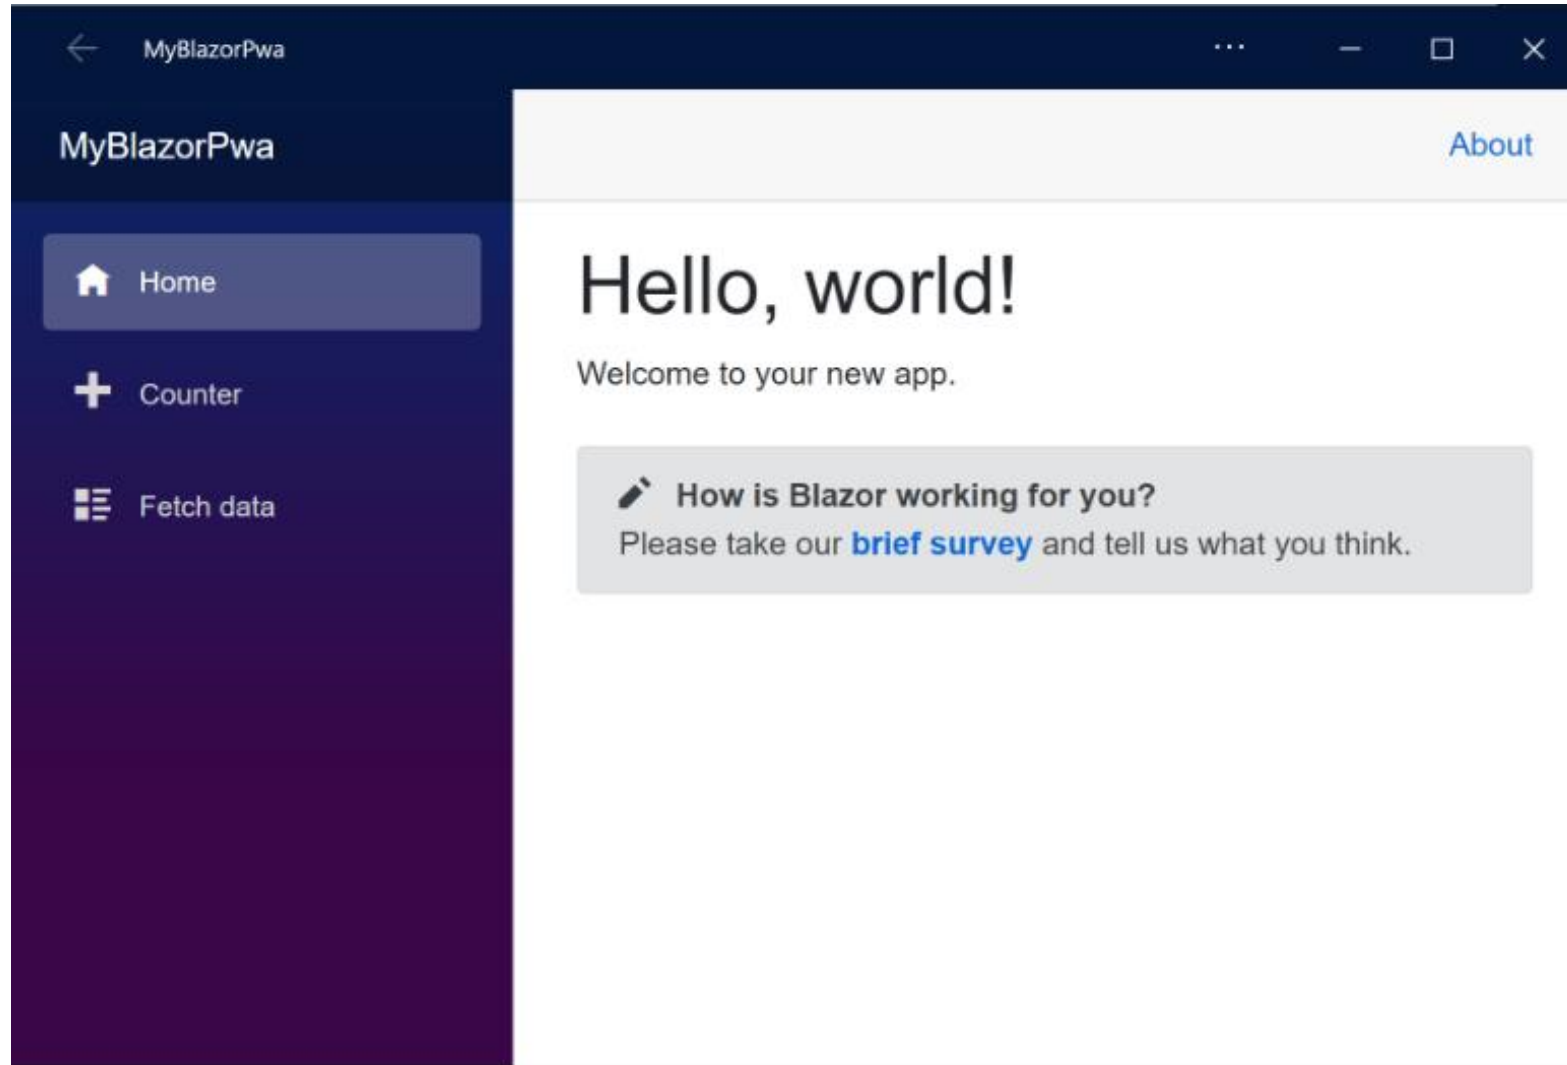 MyBlazorPwa
MyBlazorPwa
About
Home
Counter
Fetch data
Hello, world!
Welcome to your new app.
How is Blazor working for you?
Please take our brief survey and tell us what you think.